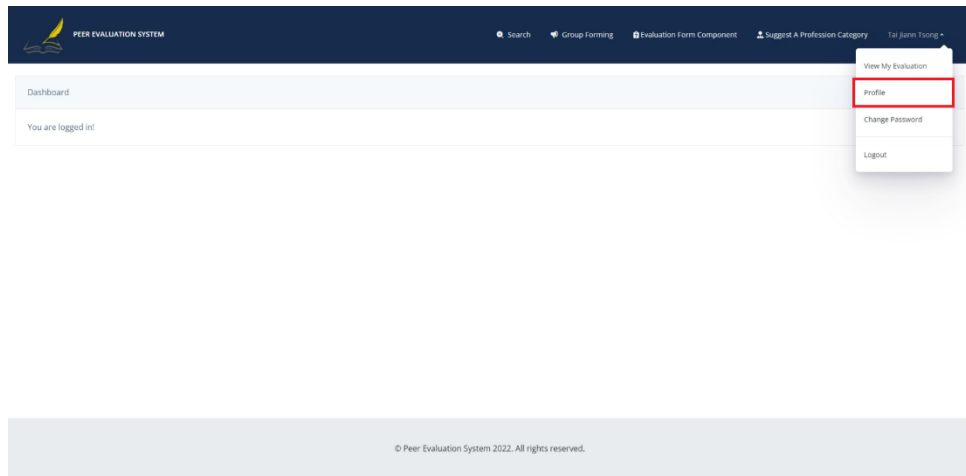 PEER EVALUATION SYSTEM
Search
Group Forming
Evaluation Form Component
Suggest A Profession Category
Tai Jiann Tsong
View My Evaluation
Profile
Change Password
Logout
Dashboard
You are logged in!
© Peer Evaluation System 2022. All rights reserved.